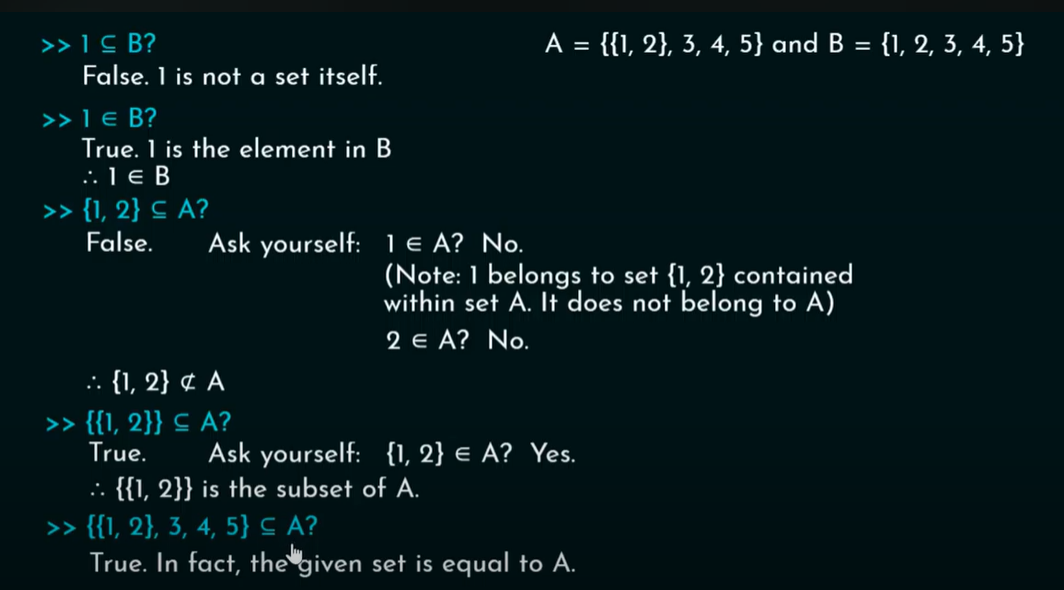 >> 1 ⊆ B?
A = {{1, 2}, 3, 4, 5} and B = {1, 2, 3, 4, 5}
False. 1 is not a set itself.
>> 1 ∈ B?
True. 1 is the element in B
∴ 1 ∈ B
>> {1, 2} ⊆ A?
False. Ask yourself: 1 ∈ A? No.
(Note: 1 belongs to set {1, 2} contained
within set A. It does not belong to A)
2 ∈ A? No.
∴ {1, 2} ⊄ A
>> {{1, 2}} ⊆ A?
True. Ask yourself: {1, 2} ∈ A? Yes.
∴ {{1, 2}} is the subset of A.
>> {{1, 2}, 3, 4, 5} ⊆ A?
True. In fact, the given set is equal to A.